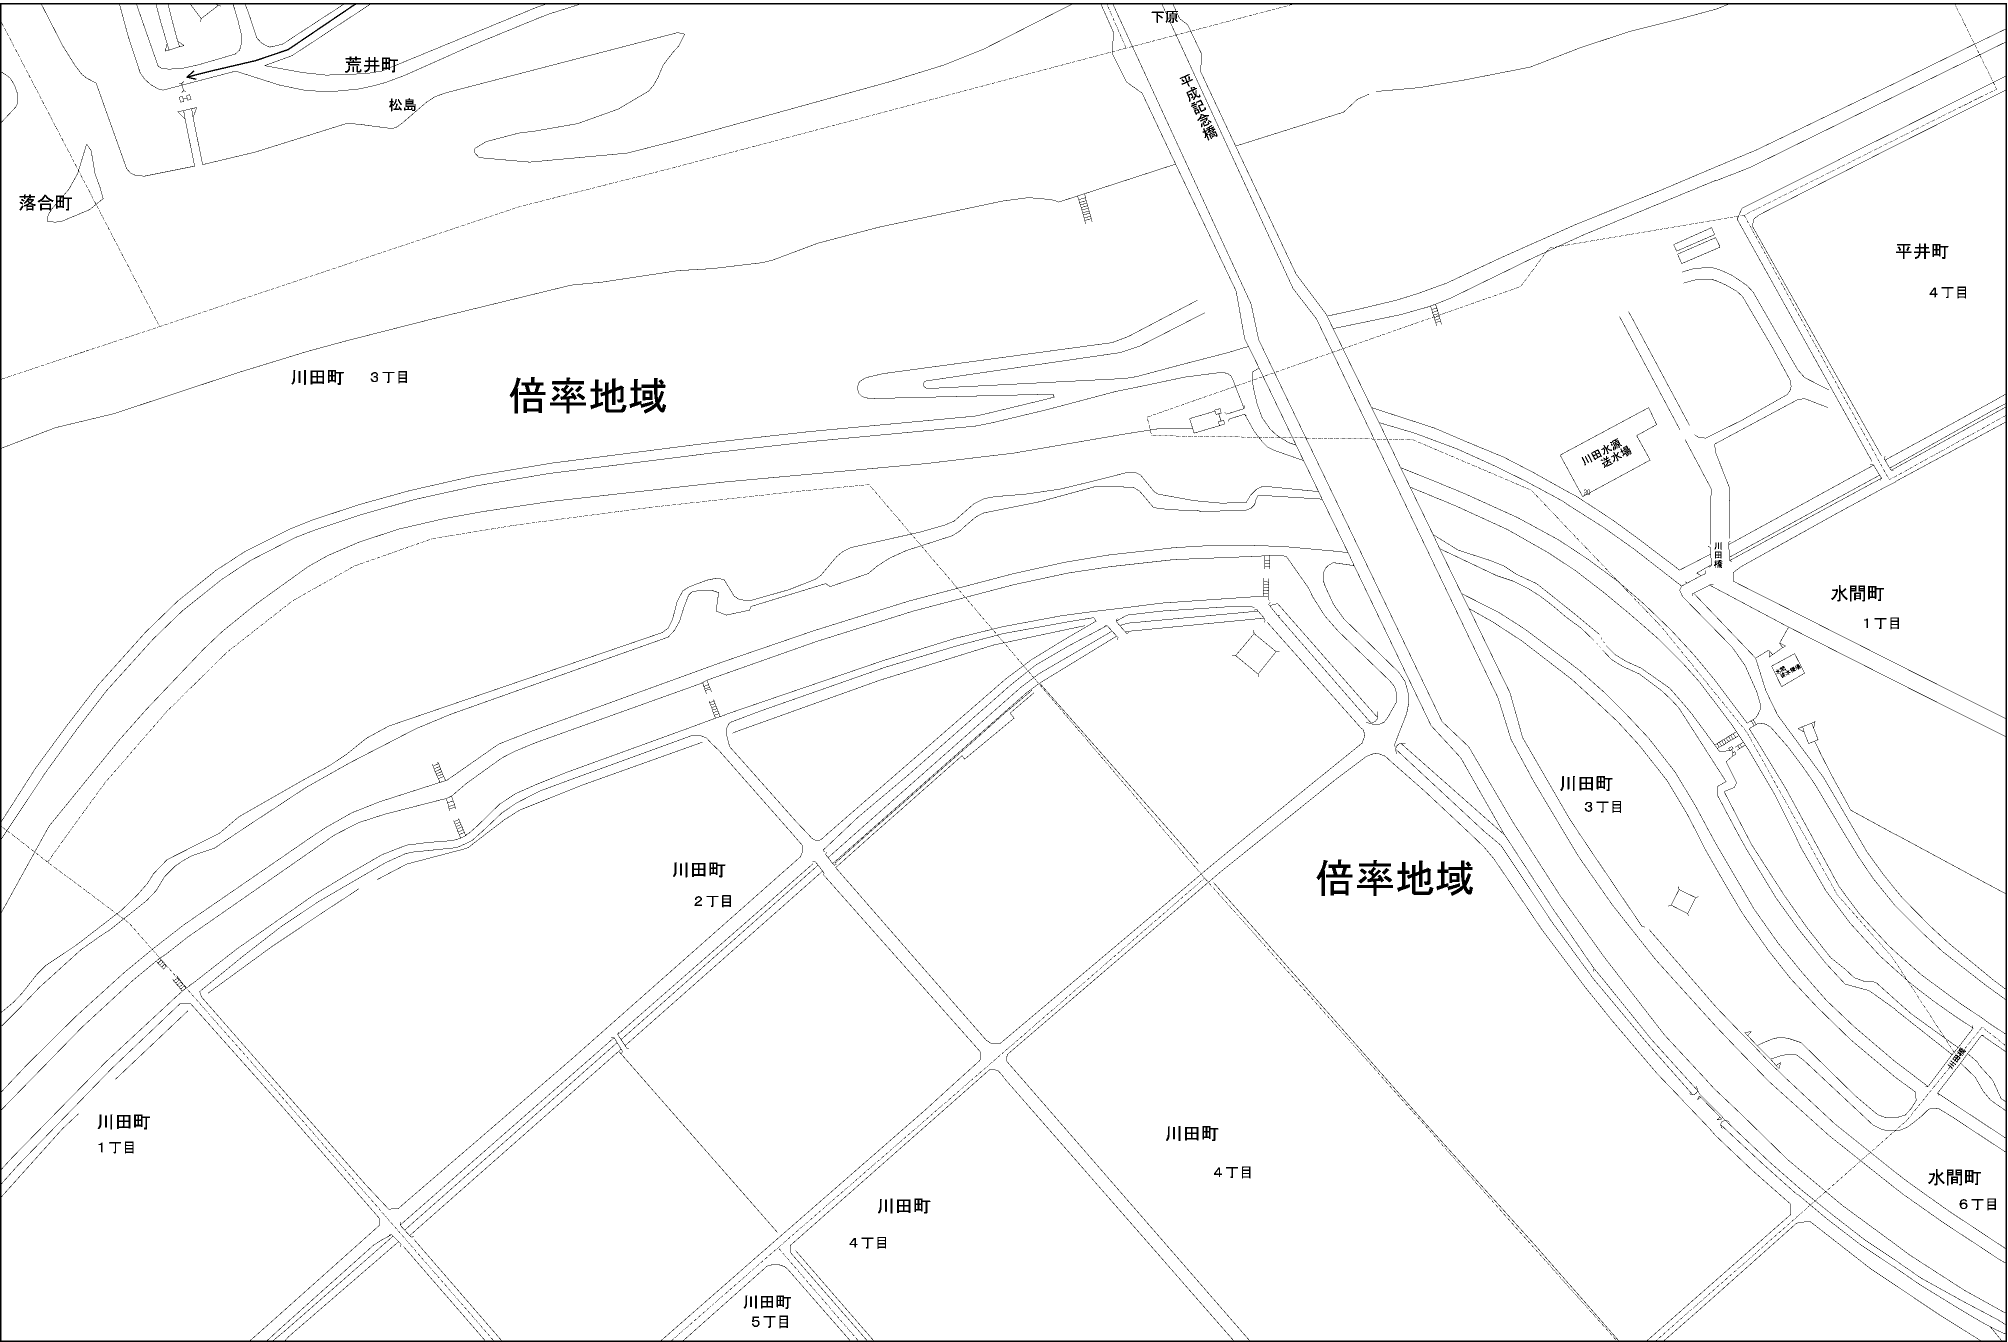 下原
荒井町
平成記念橋
松島
落合町
平井町
4丁目
川田町 3丁目
倍率地域
川田水源
送水場
川田橋
水間町
1丁目
川田町
3丁目
川田町
2丁目
倍率地域
川田橋
川田町
1丁目
川田町
4丁目
水間町
6丁目
川田町
4丁目
川田町
5丁目